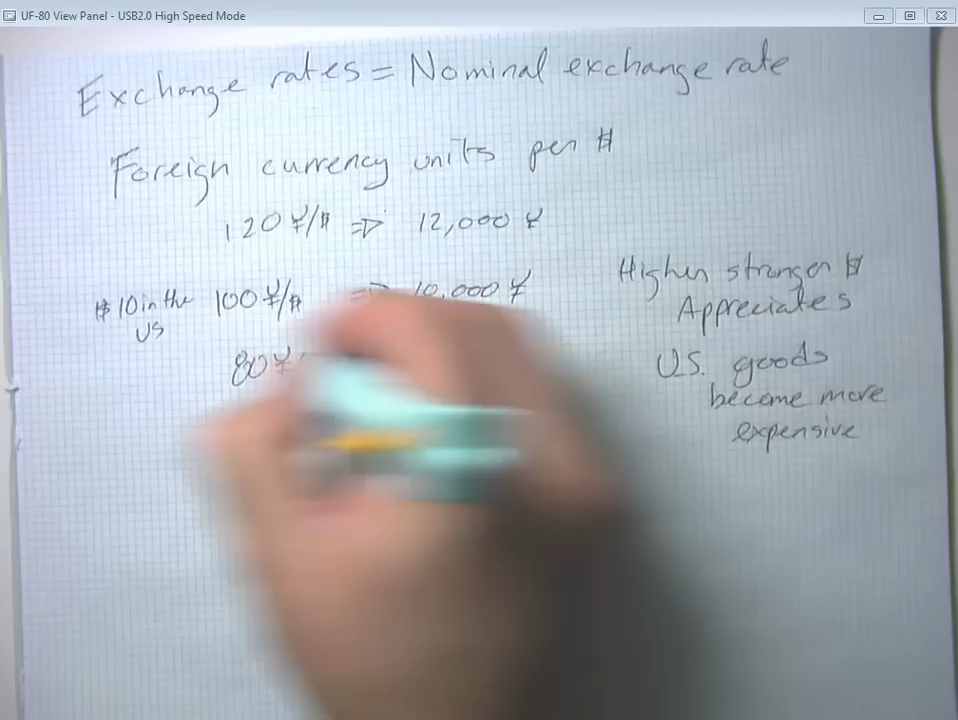 UF-80 View Panel - USB2.0 High Speed Mode
Exchange rates = Nominal exchange rate
Foreign currency units per $
120 ¥/$ => 12,000 ¥
$10 in the US
100 ¥/$ => 10,000 ¥
80 ¥
Higher stronger $
Appreciates
U.S. goods
become more
expensive